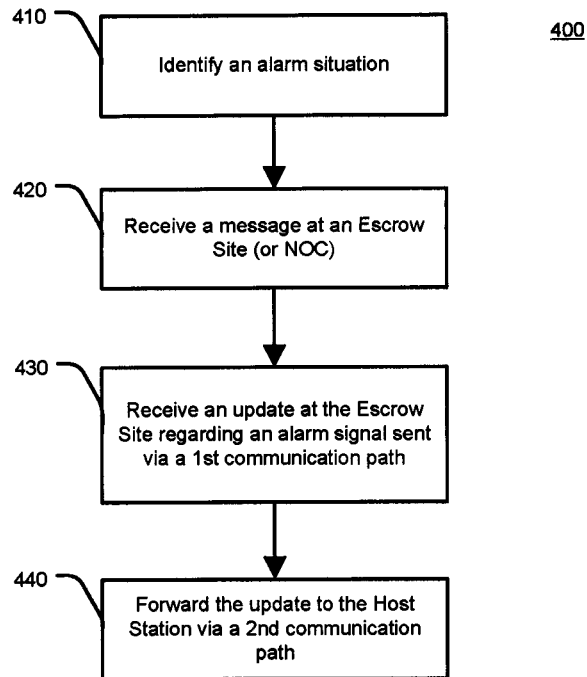 410
400
Identify an alarm situation
420
Receive a message at an Escrow
Site (or NOC)
430
Receive an update at the Escrow
Site regarding an alarm signal sent
via a 1st communication path
440
Forward the update to the Host
Station via a 2nd communication
path